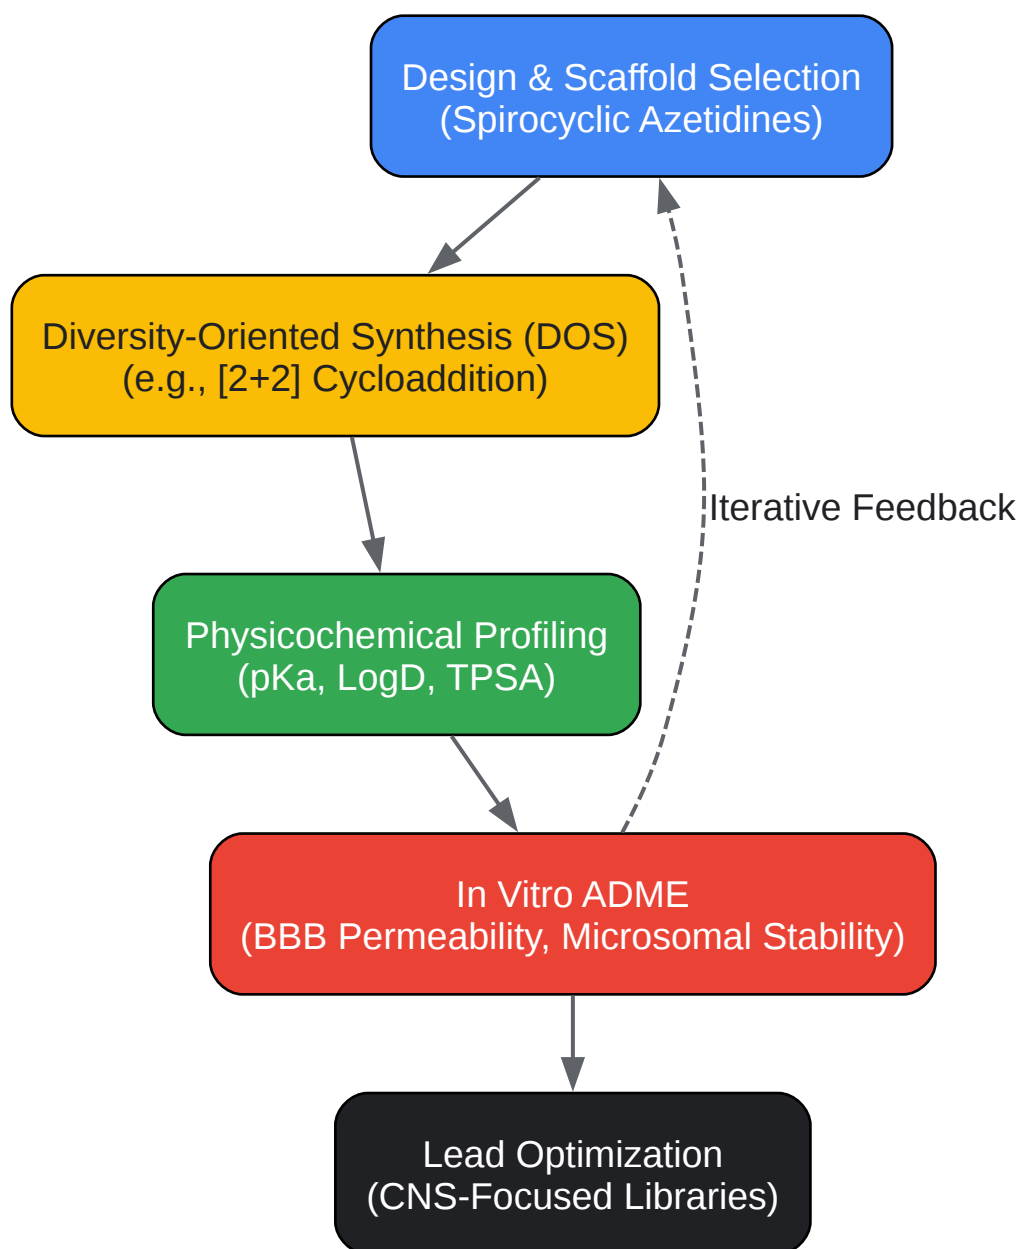 Design & Scaffold Selection
(Spirocyclic Azetidines)
Diversity-Oriented Synthesis (DOS)
(e.g., [2+2] Cycloaddition)
Iterative Feedback
Physicochemical Profiling
(pKa, LogD, TPSA)
In Vitro ADME
(BBB Permeability, Microsomal Stability)
Lead Optimization
(CNS-Focused Libraries)